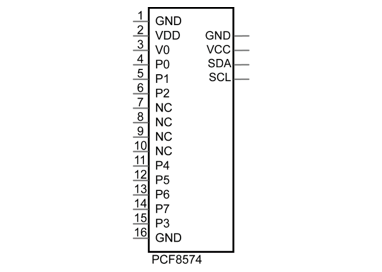 1 GND
2 VDD GND
3 V0 VCC
4 P0 SDA
5 P1 SCL
6 P2
7 NC
8 NC
9 NC
10 NC
11 P4
12 P5
13 P6
14 P7
15 P3
16 GND
PCF8574